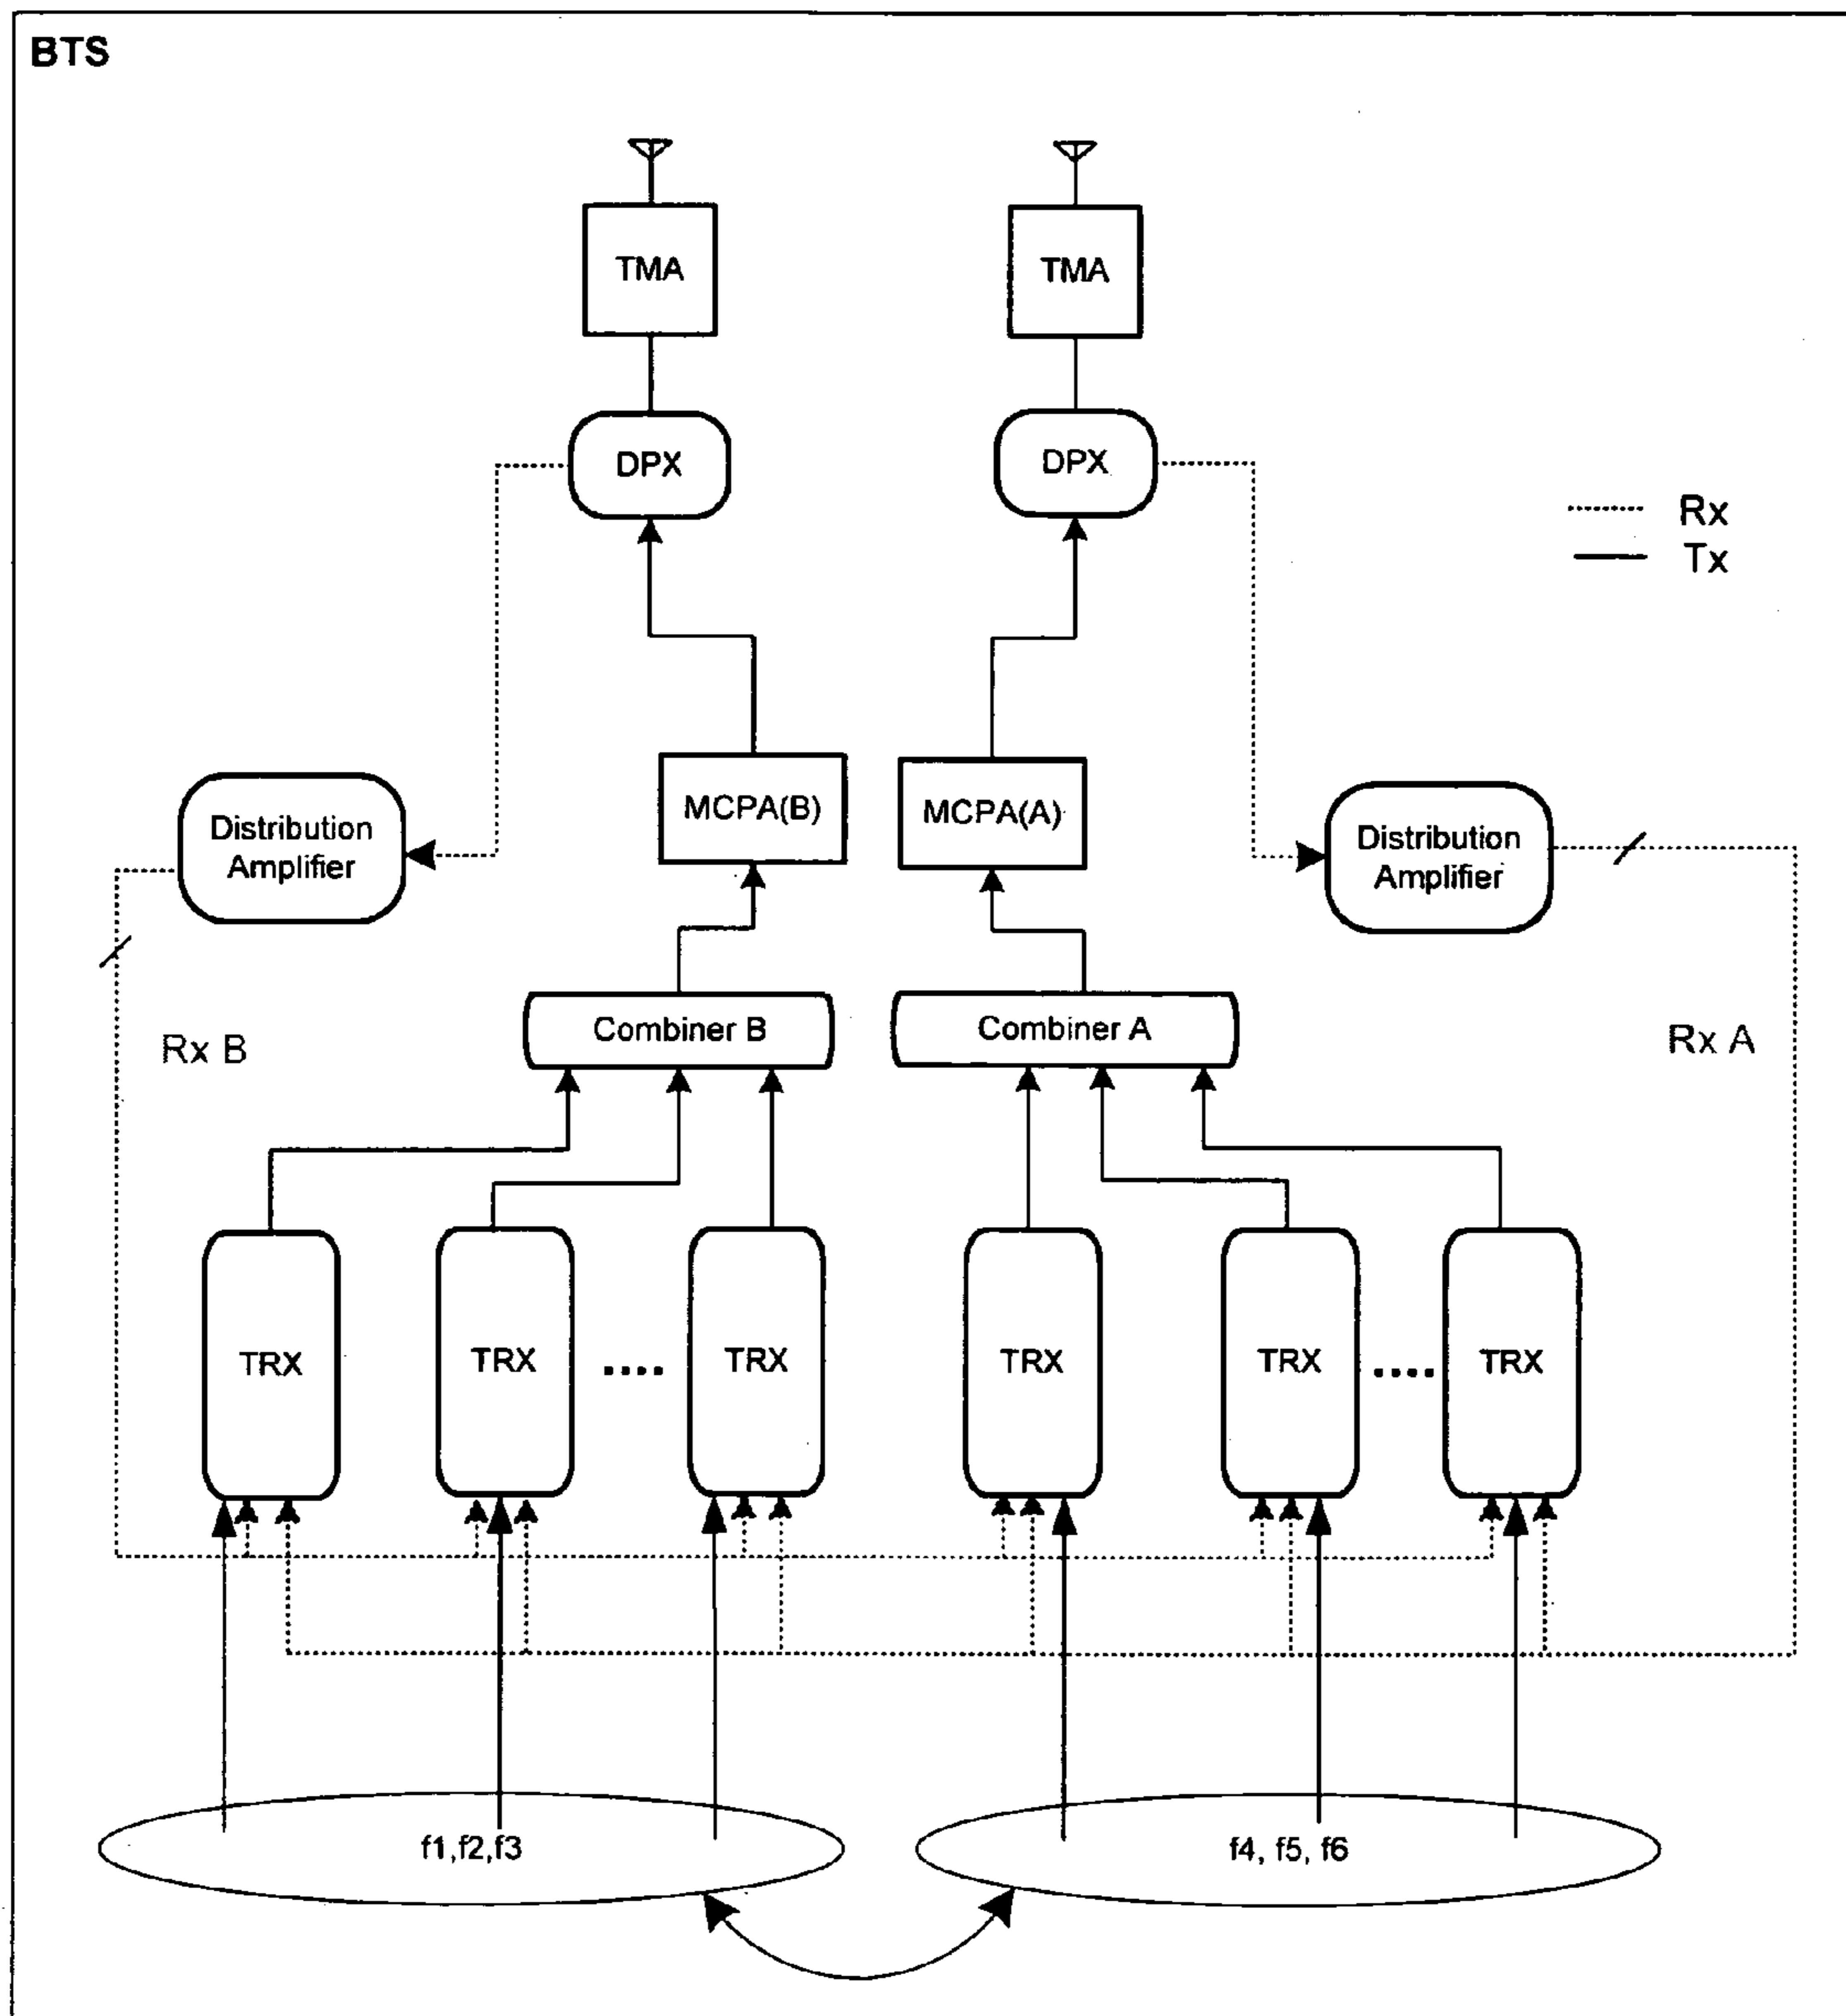 BTS
TMA
TMA
DPX
DPX
Rx
Tx
MCPA(B)
MCPA(A)
Distribution
Amplifier
Distribution
Amplifier
Combiner B
Combiner A
Rx B
Rx A
TRX
TRX
....
TRX
TRX
TRX
....
TRX
f1,f2,f3
f4, f5, f6